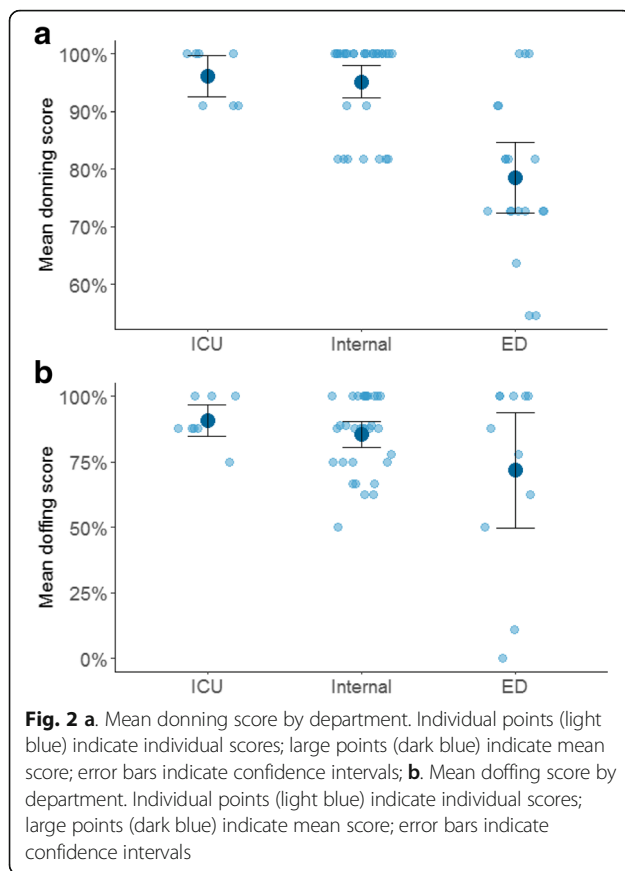 a
100%
90%
80%
70%
60%
Mean donning score
ICU Internal ED
b
100%
75%
50%
25%
0%
Mean doffing score
ICU Internal ED
Fig. 2 a. Mean donning score by department. Individual points (light
blue) indicate individual scores; large points (dark blue) indicate mean
score; error bars indicate confidence intervals; b. Mean doffing score by
department. Individual points (light blue) indicate individual scores;
large points (dark blue) indicate mean score; error bars indicate
confidence intervals